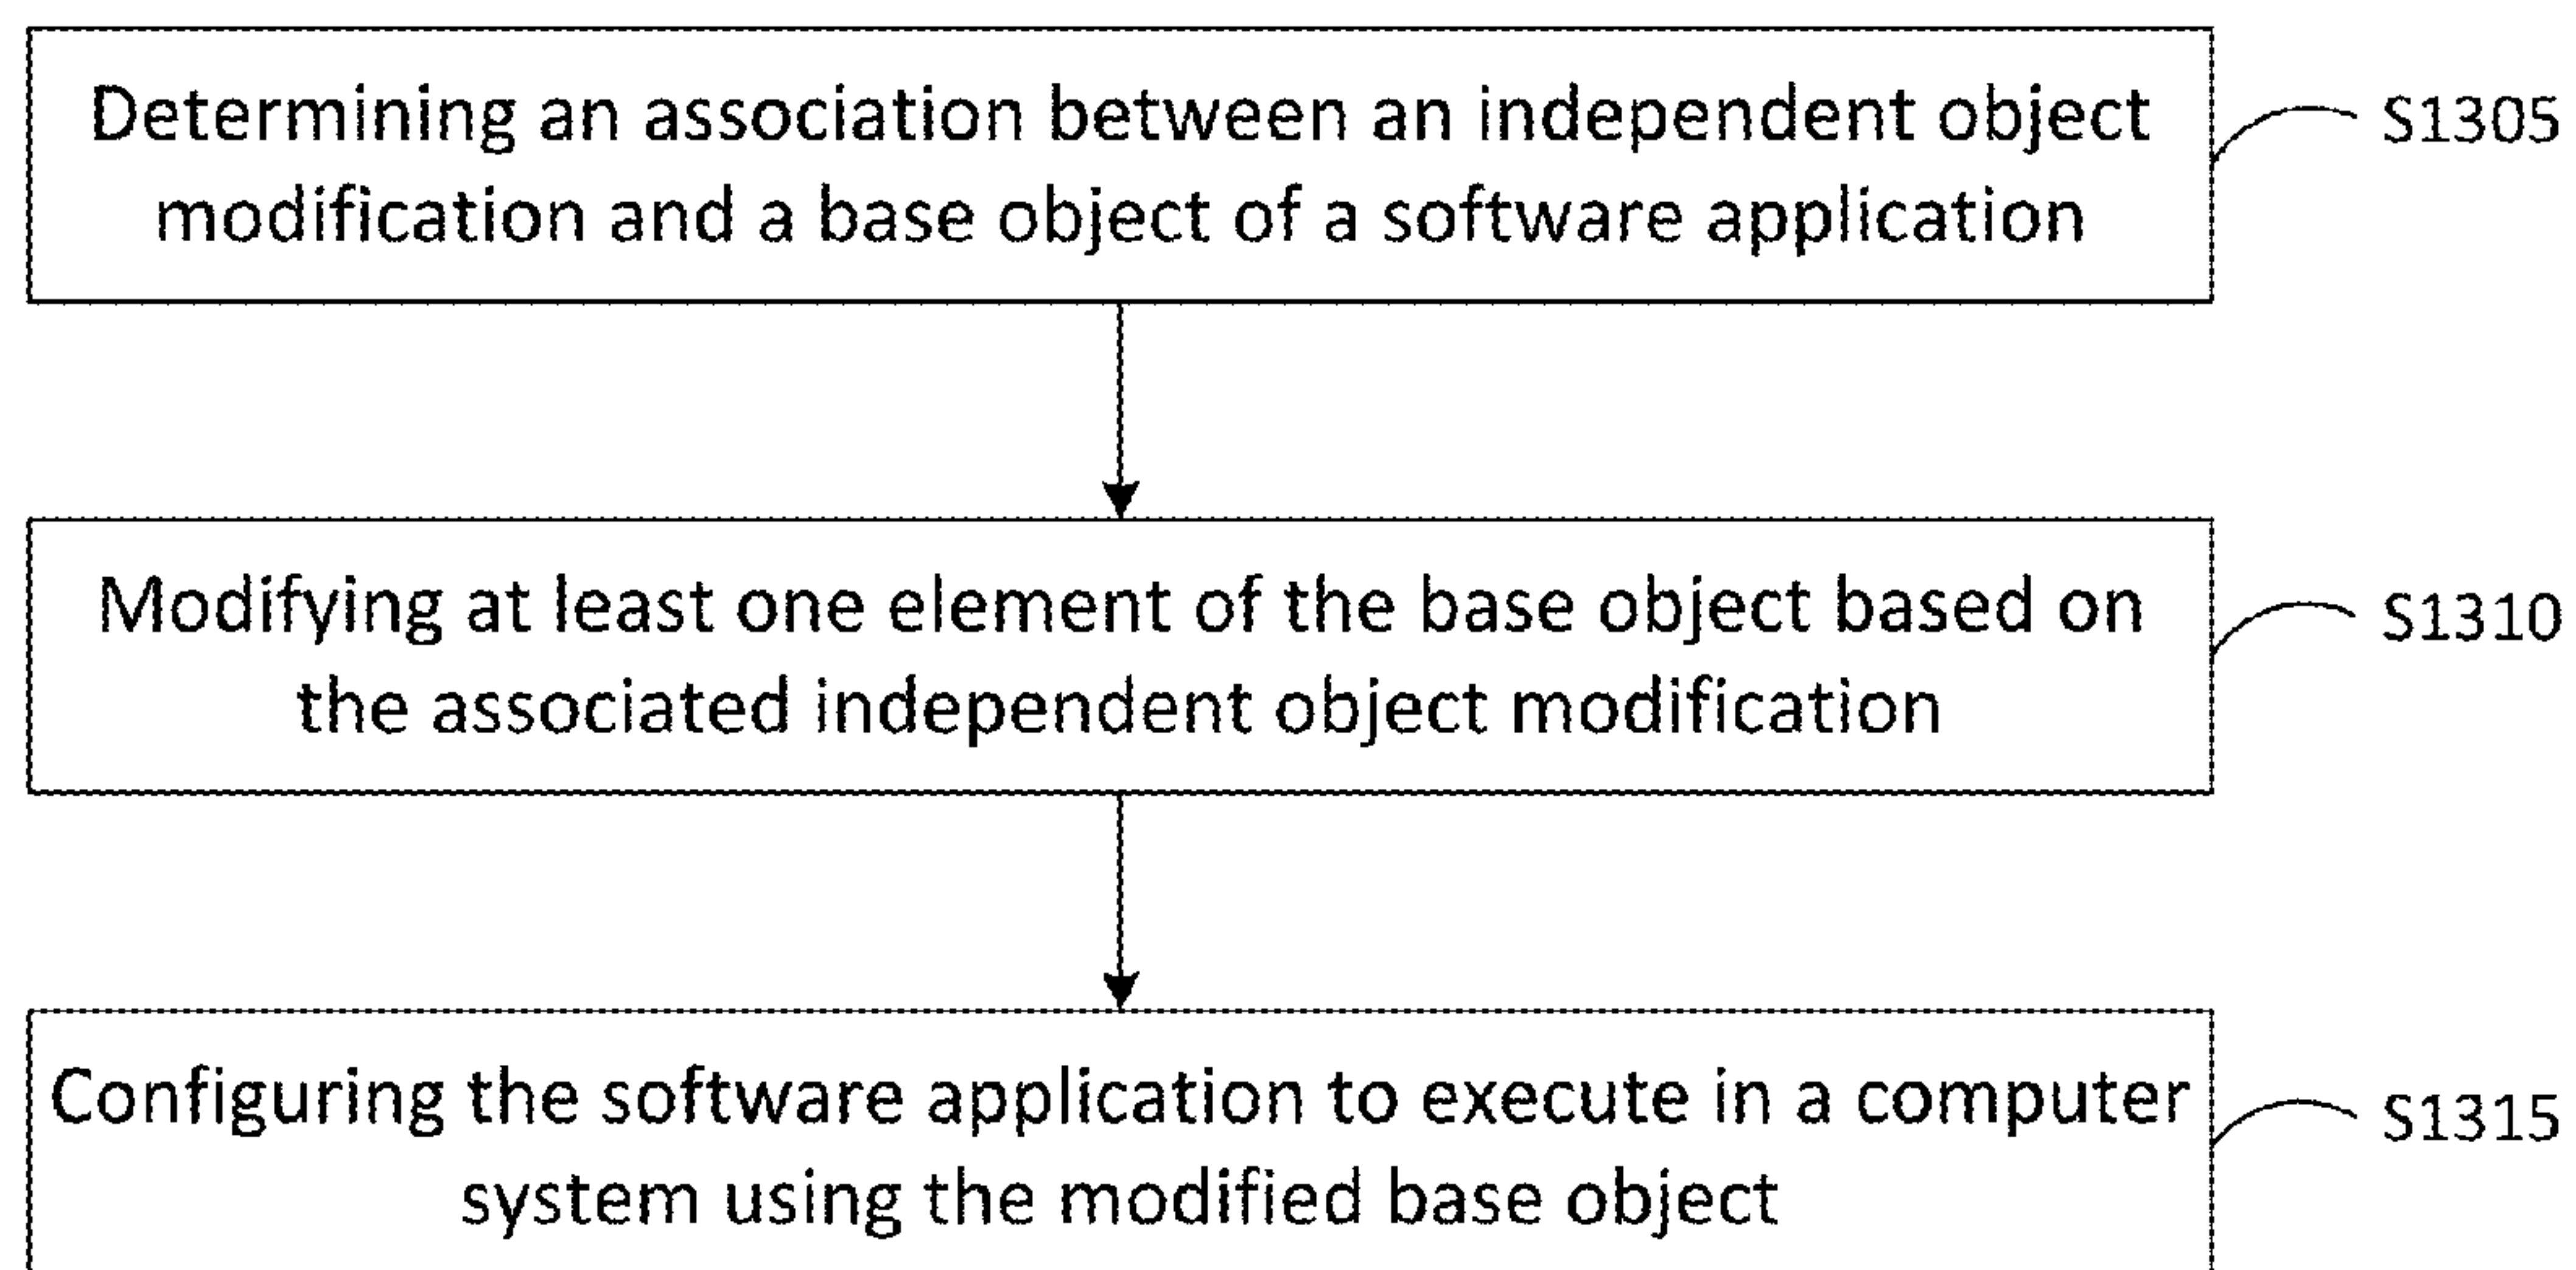 Determining an association between an independent object
modification and a base object of a software application
S1305
Modifying at least one element of the base object based on
the associated independent object modification
S1310
Configuring the software application to execute in a computer
system using the modified base object
S1315